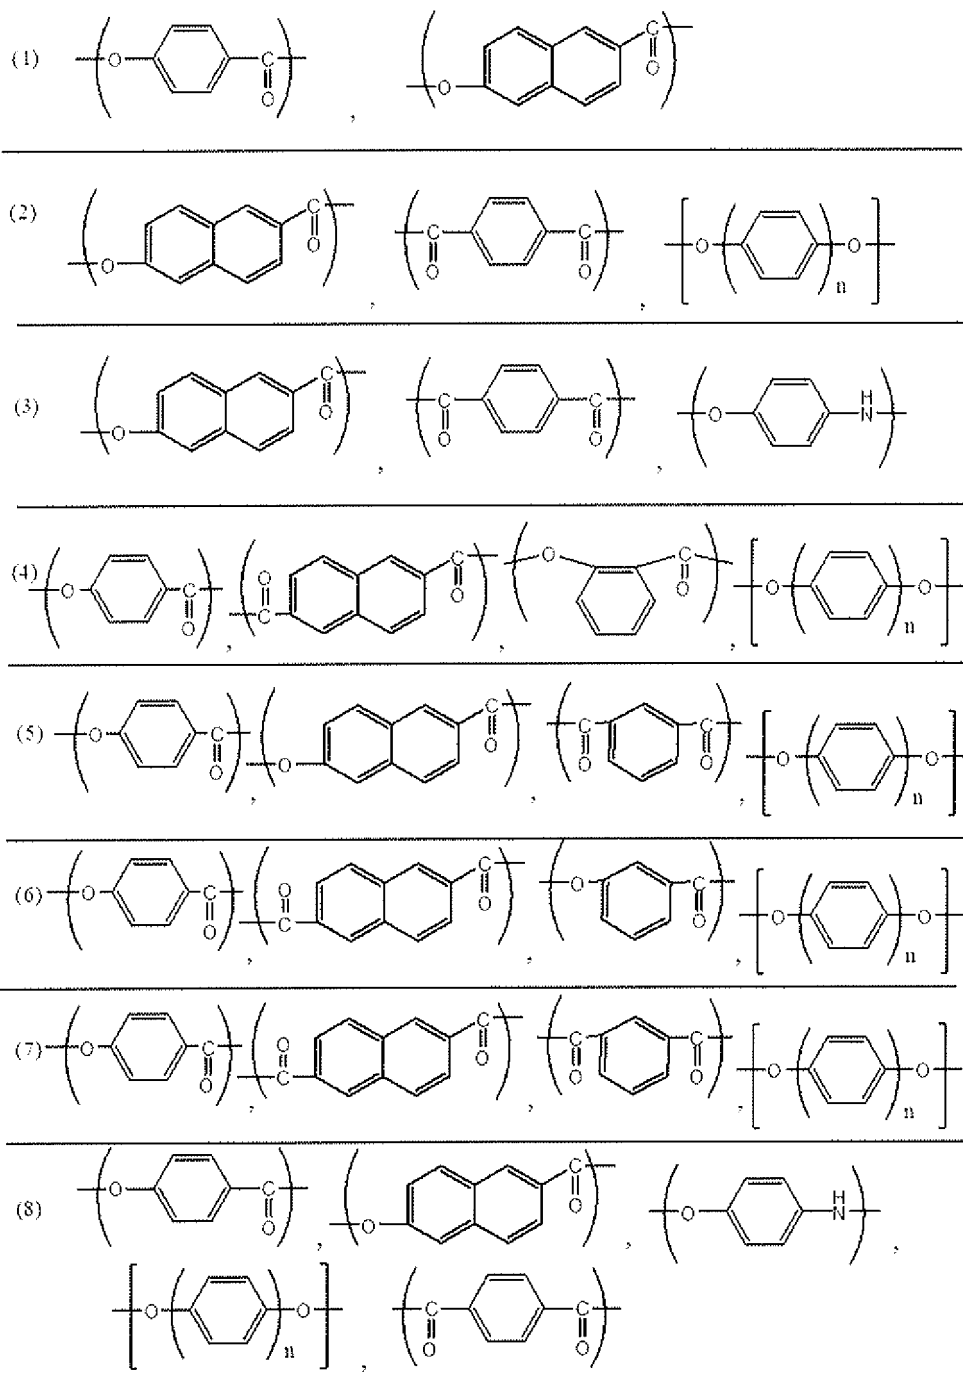 (1) O C O , O C O
(2) O C O , C O C O , O O n
(3) O C O , C O C O , O H N
(4) O C O , O C C O , O C O , O O n
(5) O C O , O C O , C O C O , O O n
(6) O C O , O C C O , O C O , O O n
(7) O C O , O C C O , C O C O , O O n
(8) O C O , O C O , O H N ,
O O n , C O C O